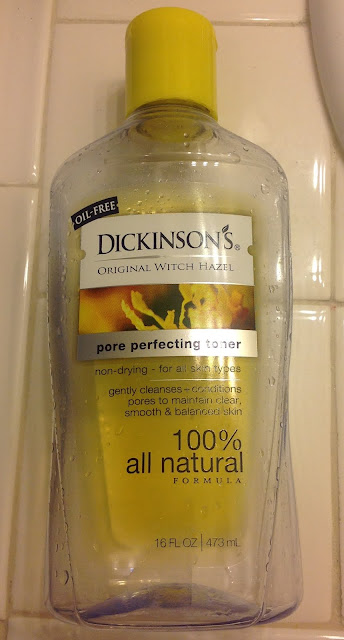 OIL-FREE
DICKINSON'S®
ORIGINAL WITCH HAZEL
pore perfecting toner
non-drying - for all skin types
gently cleanses - conditions
pores to maintain clear,
smooth & balanced skin
100%
all natural
FORMULA
16 FL OZ | 473 mL